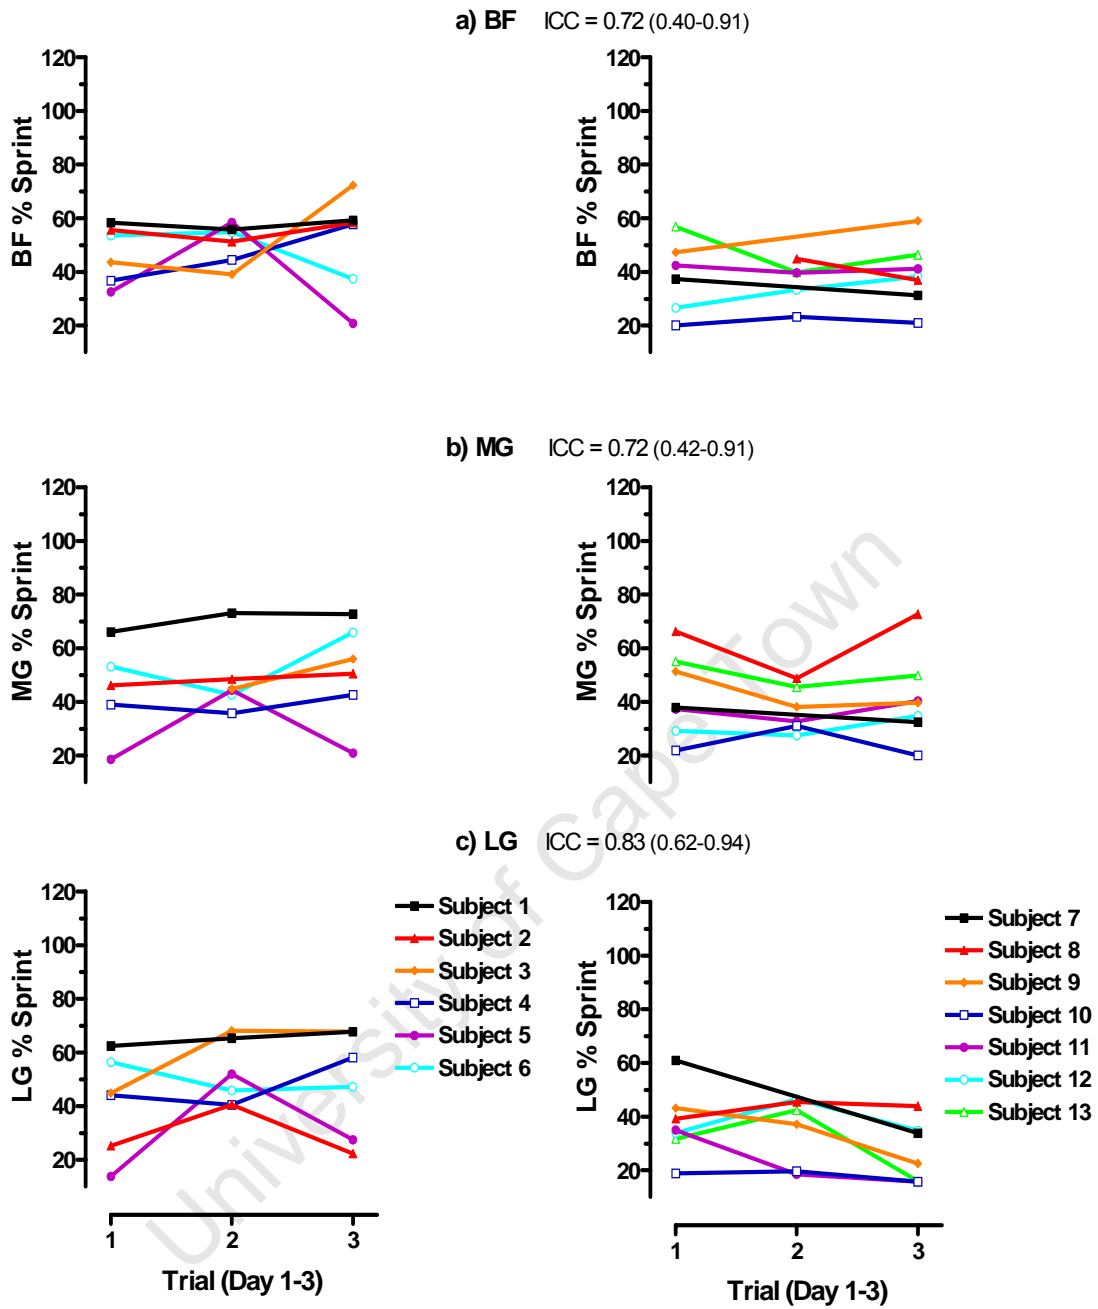 a) BF ICC = 0.72 (0.40-0.91)
120
100
80
60
40
20
BF % Sprint
120
100
80
60
40
20
BF % Sprint
b) MG ICC = 0.72 (0.42-0.91)
120
100
80
60
40
20
MG % Sprint
120
100
80
60
40
20
MG % Sprint
c) LG ICC = 0.83 (0.62-0.94)
120
100
80
60
40
20
LG % Sprint
Subject 1
Subject 2
Subject 3
Subject 4
Subject 5
Subject 6
1 2 3
Trial (Day 1-3)
120
100
80
60
40
20
LG % Sprint
Subject 7
Subject 8
Subject 9
Subject 10
Subject 11
Subject 12
Subject 13
1 2 3
Trial (Day 1-3)
University of Cape Town